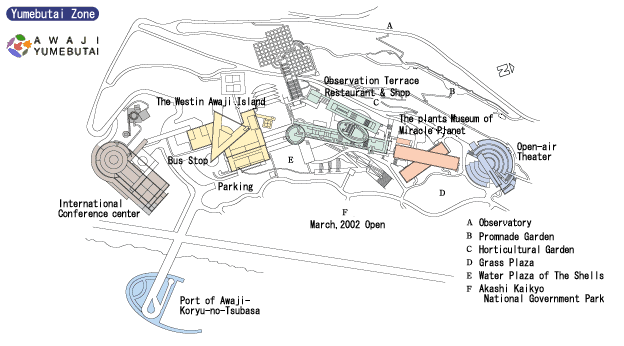 Yumebutai Zone
AWAJI
YUMEBUTAI
A
Observation Terrace
Restaurant & Shop
B
The Westin Awaji Island
C
The plants Museum of
Miracle Planet
Open-air
Theater
Bus Stop
E
Parking
D
International
Conference center
F
March,2002 Open
A Observatory
B Promnade Garden
C Horticultural Garden
D Grass Plaza
E Water Plaza of The Shells
F Akashi Kaikyo
National Government Park
Port of Awaji-
Koryu-no-Tsubasa